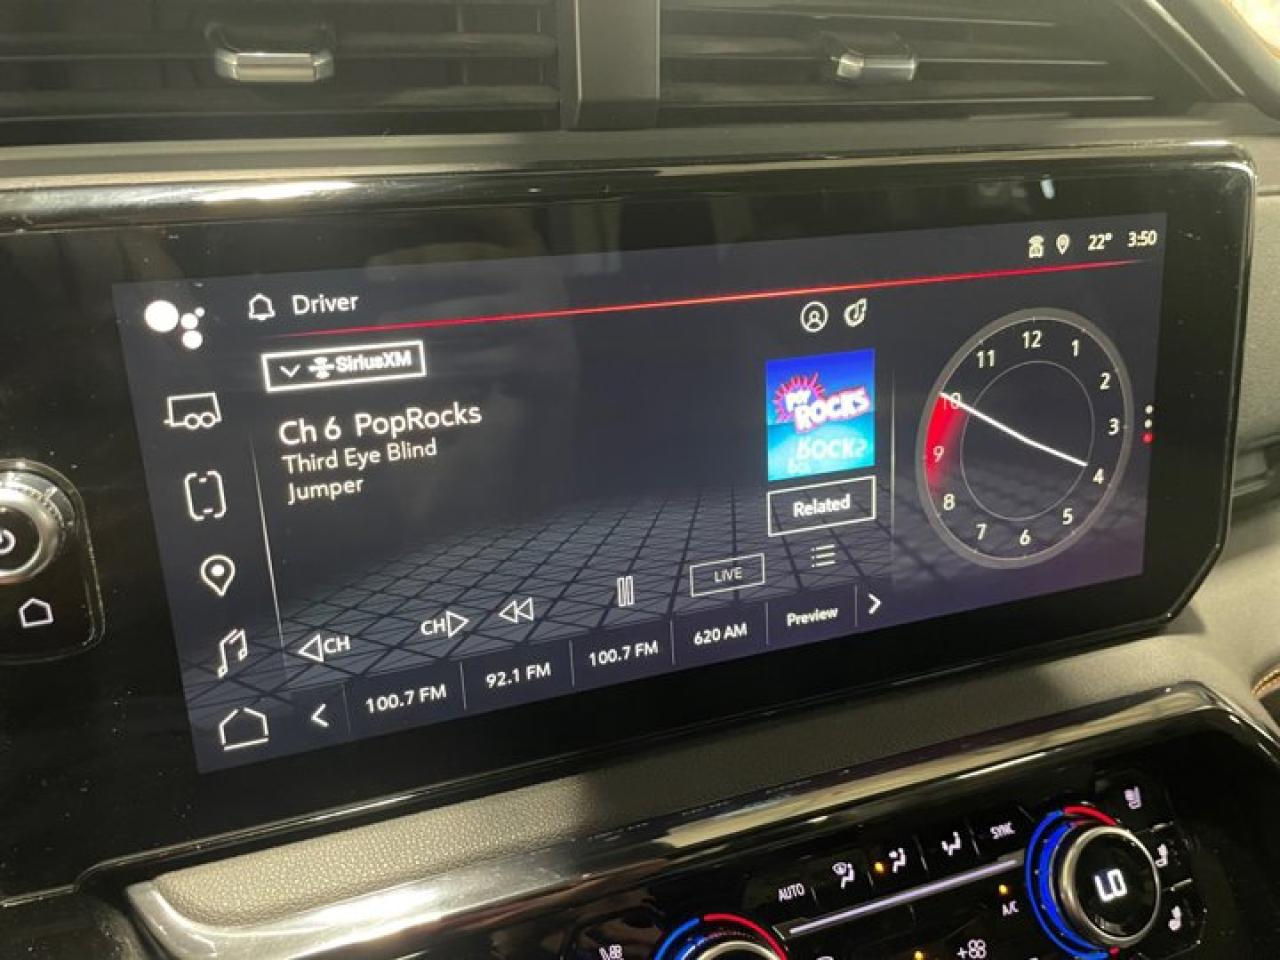 22° 3:50
Driver
SiriusXM
Ch 6 PopRocks
Third Eye Blind
Jumper
POP
ROCKS
Related
12
1
2
3
4
5
6
7
8
9
10
11
CH
CH
LIVE
100.7 FM
92.1 FM
100.7 FM
620 AM
Preview
AUTO
SYNC
A/C
LO